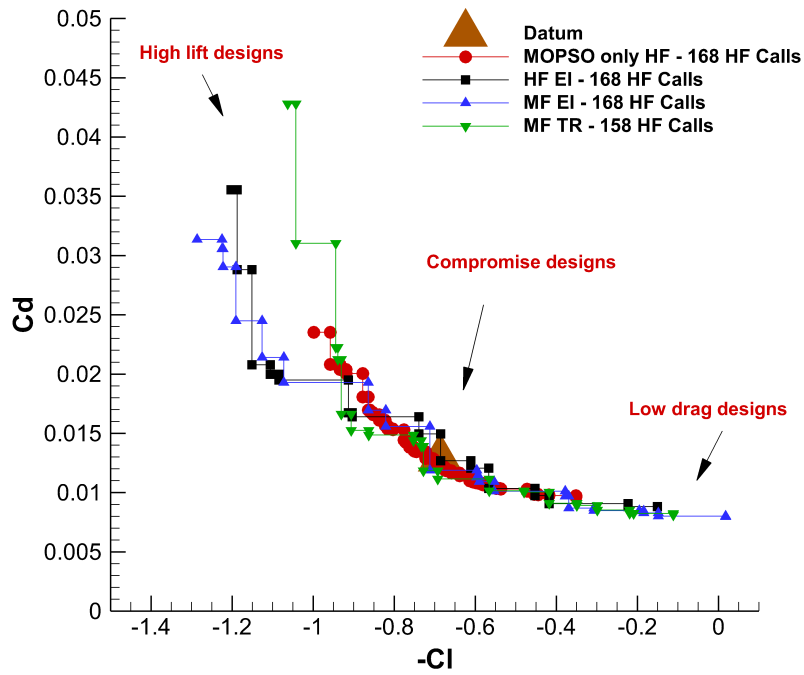 0.05
0.045
0.04
0.035
0.03
0.025
0.02
0.015
0.01
0.005
0
Cd
High lift designs
Datum
MOPSO only HF - 168 HF Calls
HF EI - 168 HF Calls
MF EI - 168 HF Calls
MF TR - 158 HF Calls
Compromise designs
Low drag designs
-1.4 -1.2 -1 -0.8 -0.6 -0.4 -0.2 0
-Cl